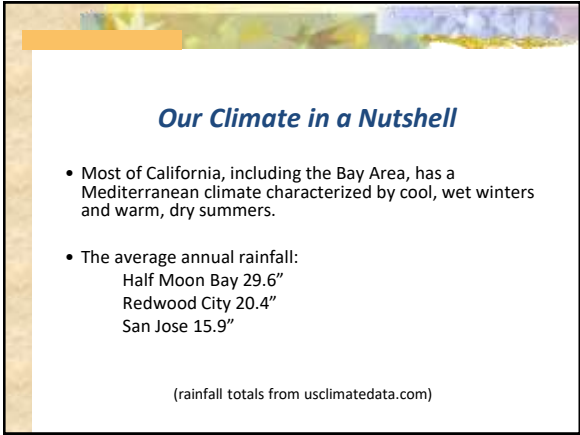 Our Climate in a Nutshell
• Most of California, including the Bay Area, has a
Mediterranean climate characterized by cool, wet winters
and warm, dry summers.
• The average annual rainfall:
Half Moon Bay 29.6”
Redwood City 20.4”
San Jose 15.9”
(rainfall totals from usclimatedata.com)